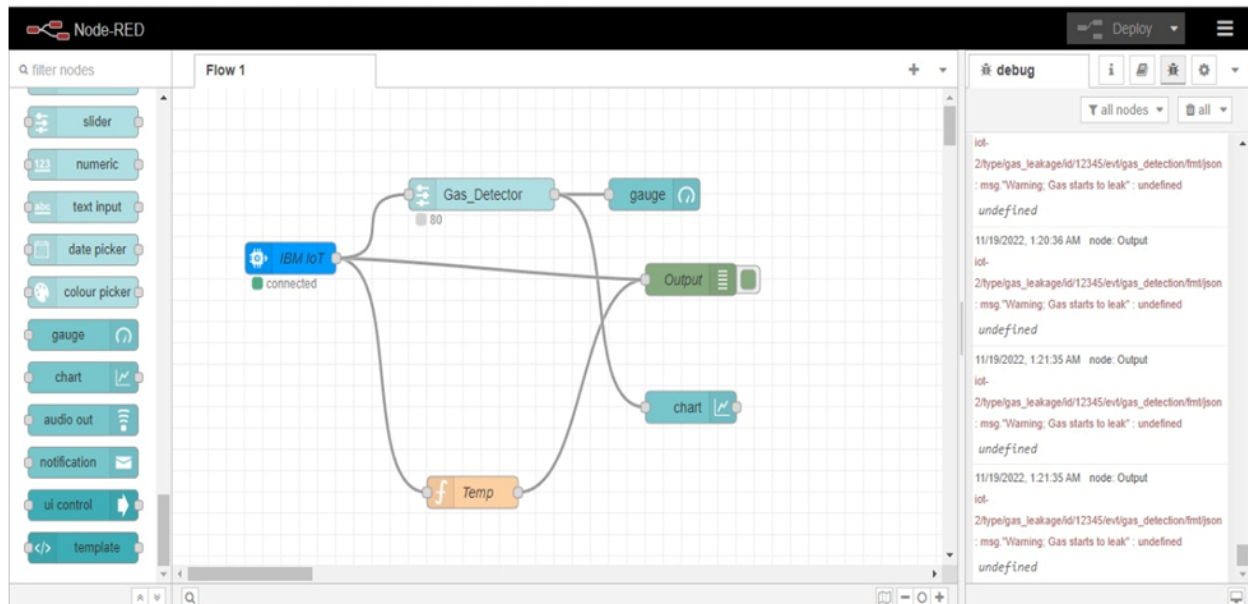 Node-RED
Deploy
filter nodes
Flow 1
debug
i
all nodes
all
slider
123
numeric
abc
text input
date picker
colour picker
gauge
chart
audio out
notification
ui control
</>
template
Gas_Detector
80
gauge
IBM IoT
connected
Output
chart
f
Temp
iot-
2/type/gas_leakage/id/12345/evt/gas_detection/fmt/json
: msg."Warning; Gas starts to leak" : undefined
undefined
11/19/2022, 1:20:36 AM node: Output
iot-
2/type/gas_leakage/id/12345/evt/gas_detection/fmt/json
: msg."Warning; Gas starts to leak" : undefined
undefined
11/19/2022, 1:21:35 AM node: Output
iot-
2/type/gas_leakage/id/12345/evt/gas_detection/fmt/json
: msg."Warning; Gas starts to leak" : undefined
undefined
11/19/2022, 1:21:35 AM node: Output
iot-
2/type/gas_leakage/id/12345/evt/gas_detection/fmt/json
: msg."Warning; Gas starts to leak" : undefined
undefined